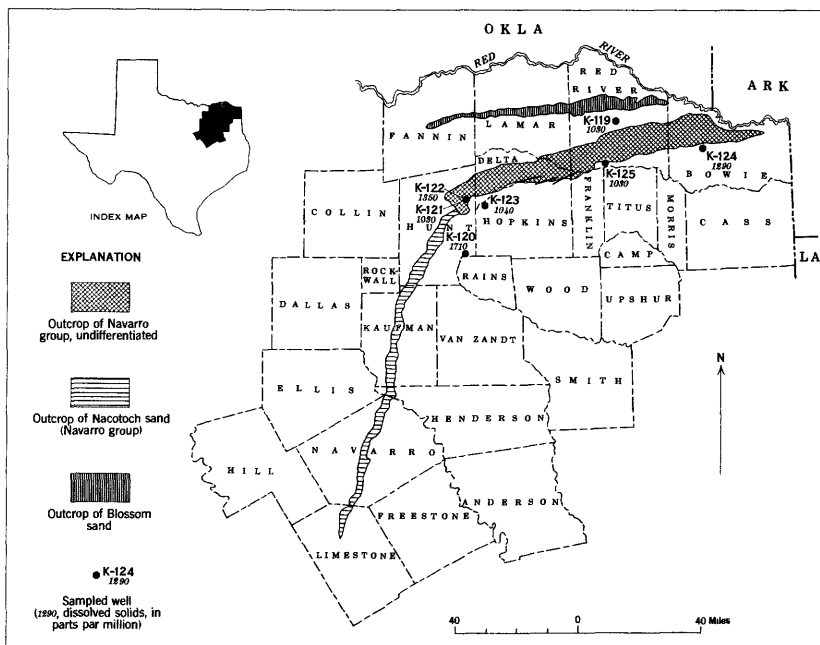 OKLA
RED RIVER
ARK
RED
RIVER
FANNIN
LAMAR
K-119
1030
DELTA
K-124
1290
BOWIE
K-125
1030
K-122
1350
K-123
1040
K-121
1030
COLLIN
HUNT
HOPKINS
FRANKLIN
TITUS
MORRIS
CASS
LA
K-120
1710
CAMP
ROCK-
WALL
RAINS
WOOD
UPSHUR
DALLAS
KAUFMAN
VAN ZANDT
SMITH
ELLIS
HENDERSON
NAVARRO
HILL
ANDERSON
FREESTONE
LIMESTONE
N
INDEX MAP
EXPLANATION
Outcrop of Navarro
group, undifferentiated
Outcrop of Nacotoch sand
(Navarro group)
Outcrop of Blossom
sand
K-124
1290
Sampled well
(1290, dissolved solids, in
parts par million)
40 0 40 Miles